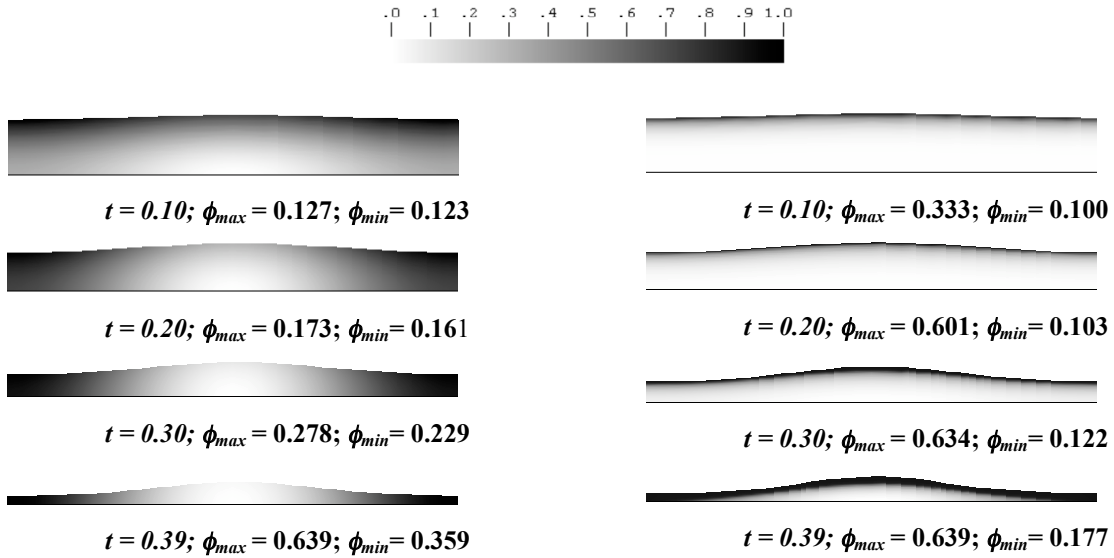 .0 .1 .2 .3 .4 .5 .6 .7 .8 .9 1.0
t = 0.10; ϕmax = 0.127; ϕmin= 0.123
t = 0.10; ϕmax = 0.333; ϕmin= 0.100
t = 0.20; ϕmax = 0.173; ϕmin= 0.161
t = 0.20; ϕmax = 0.601; ϕmin= 0.103
t = 0.30; ϕmax = 0.278; ϕmin= 0.229
t = 0.30; ϕmax = 0.634; ϕmin= 0.122
t = 0.39; ϕmax = 0.639; ϕmin= 0.359
t = 0.39; ϕmax = 0.639; ϕmin= 0.177